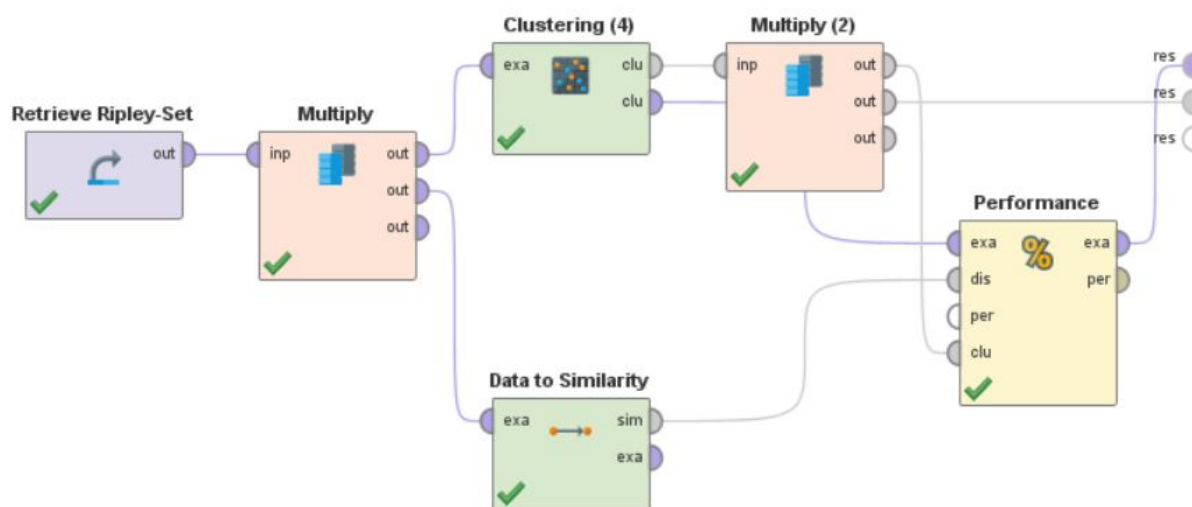 Clustering (4)
exa
clu
clu
Multiply (2)
inp
out
out
out
res
res
res
Retrieve Ripley-Set
out
Multiply
inp
out
out
out
Performance
exa
dis
per
clu
exa
per
%
Data to Similarity
exa
sim
exa